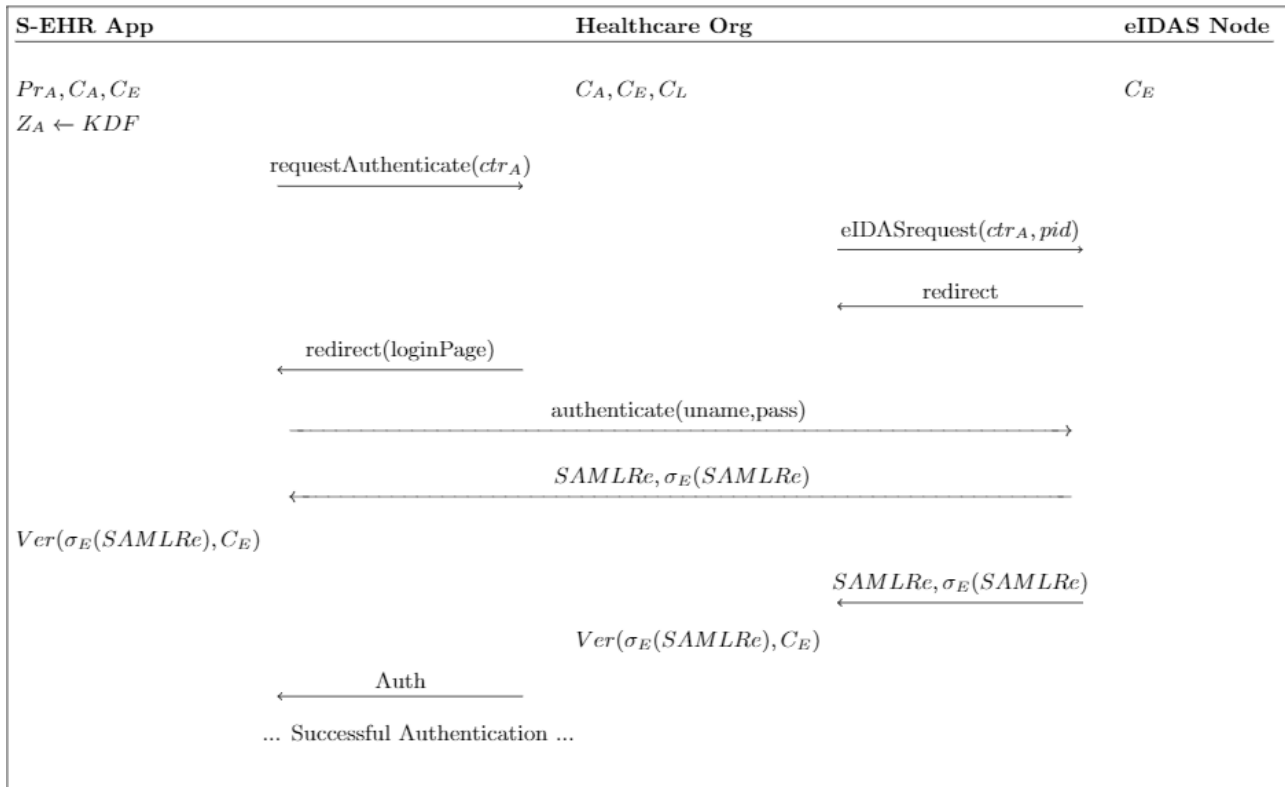 S-EHR App Healthcare Org eIDAS Node
Pr_A, C_A, C_E C_A, C_E, C_L C_E
Z_A ← KDF
requestAuthenticate(ctr_A)
eIDASrequest(ctr_A, pid)
redirect
redirect(loginPage)
authenticate(uname,pass)
SAMLRe, σ_E(SAMLRe)
Ver(σ_E(SAMLRe), C_E)
SAMLRe, σ_E(SAMLRe)
Ver(σ_E(SAMLRe), C_E)
Auth
... Successful Authentication ...